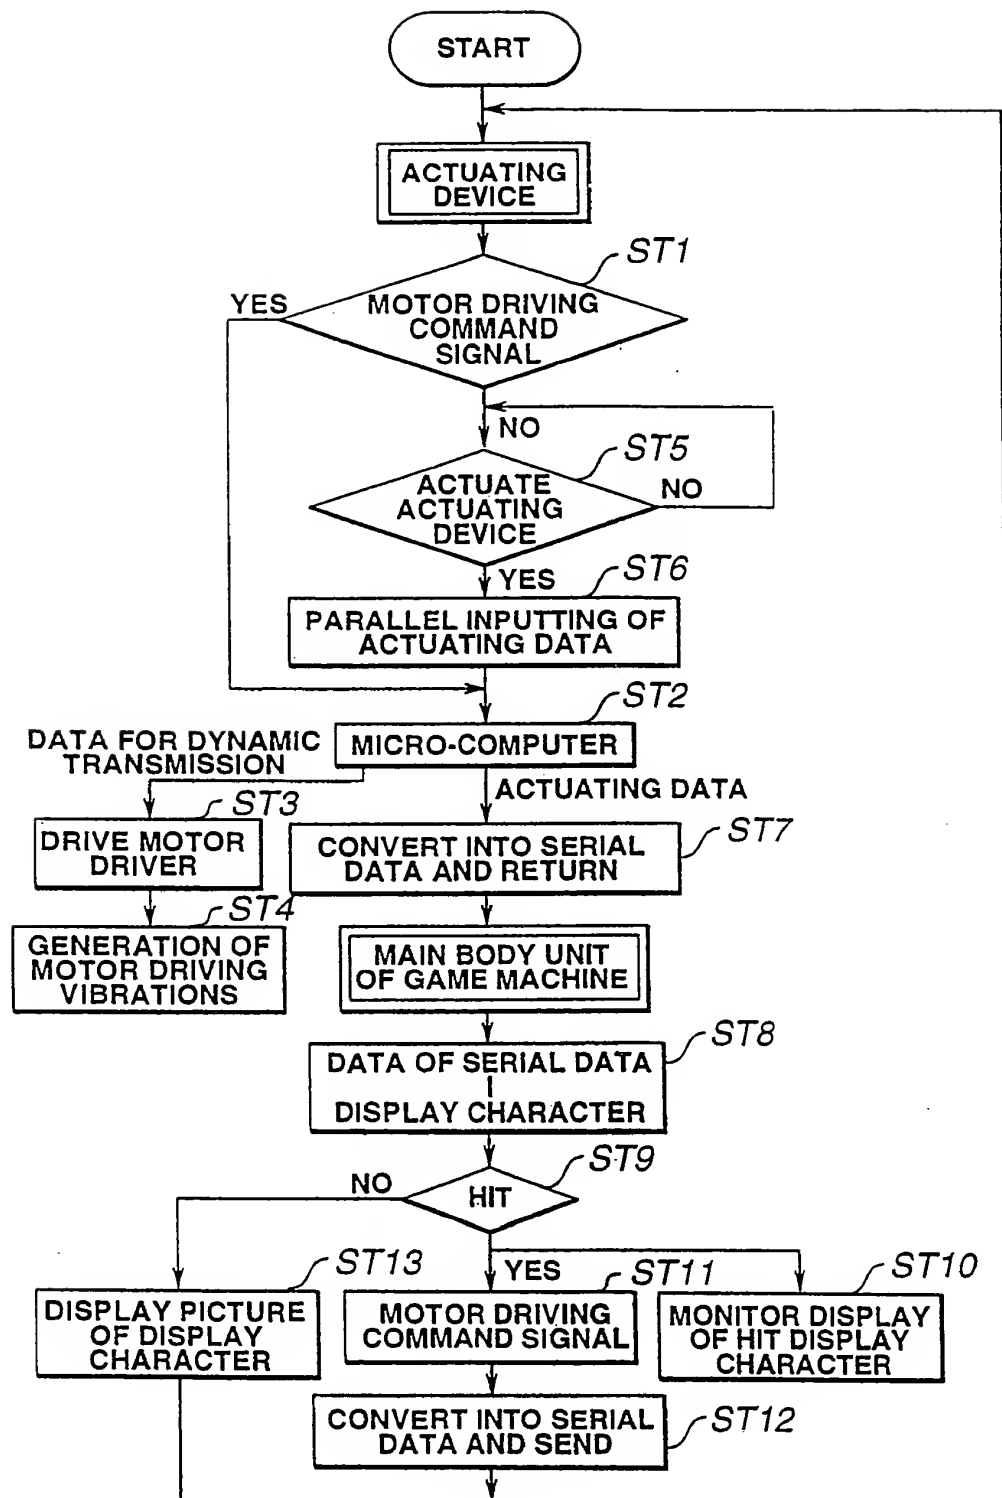 START
ACTUATING
DEVICE
ST1
YES
MOTOR DRIVING
COMMAND
SIGNAL
NO
ST5
ACTUATE
ACTUATING
DEVICE
NO
YES
ST6
PARALLEL INPUTTING OF
ACTUATING DATA
ST2
DATA FOR DYNAMIC
TRANSMISSION
MICRO-COMPUTER
ACTUATING DATA
ST3
DRIVE MOTOR
DRIVER
CONVERT INTO SERIAL
DATA AND RETURN
ST7
ST4
GENERATION OF
MOTOR DRIVING
VIBRATIONS
MAIN BODY UNIT
OF GAME MACHINE
ST8
DATA OF SERIAL DATA
DISPLAY CHARACTER
ST9
NO
HIT
ST13
YES
ST11
ST10
DISPLAY PICTURE
OF DISPLAY
CHARACTER
MOTOR DRIVING
COMMAND SIGNAL
MONITOR DISPLAY
OF HIT DISPLAY
CHARACTER
CONVERT INTO SERIAL
DATA AND SEND
ST12